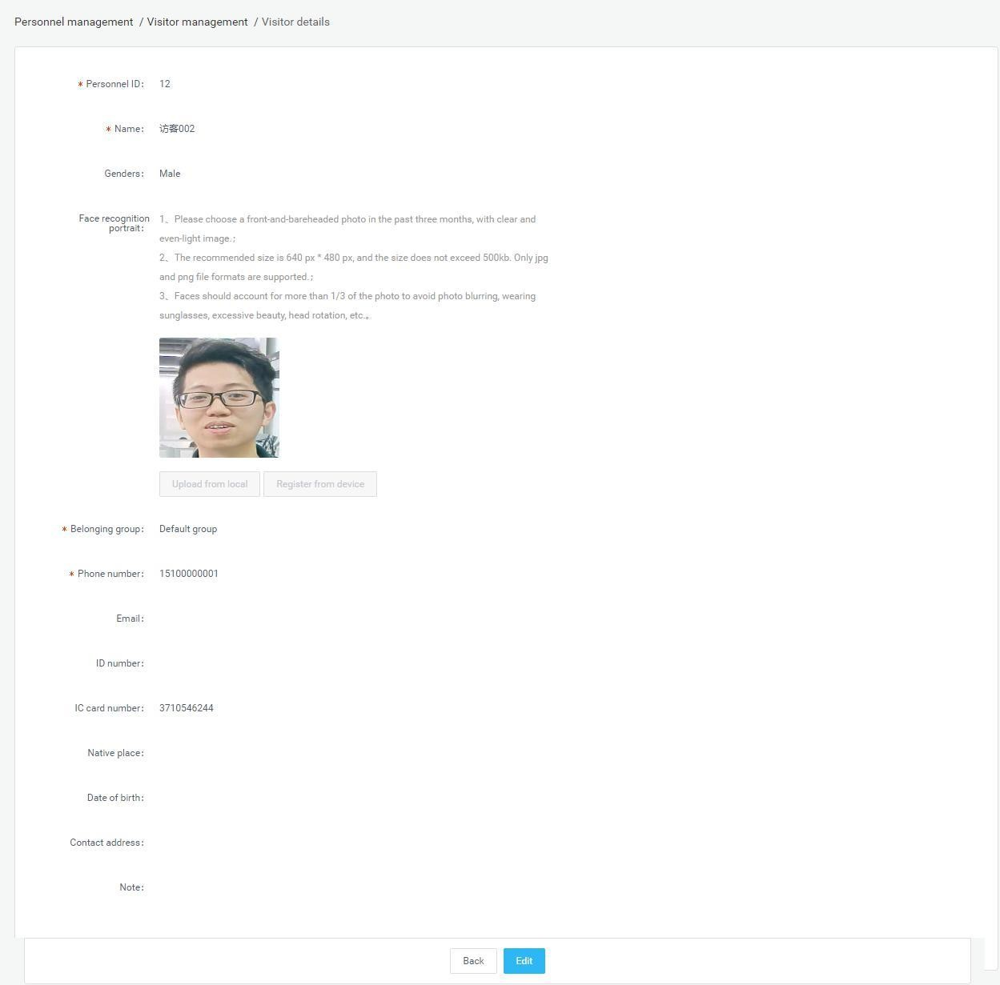 Personnel management / Visitor management / Visitor details
* Personnel ID: 12
* Name: 访客002
Genders: Male
Face recognition
portrait:
1、Please choose a front-and-bareheaded photo in the past three months, with clear and
even-light image.;
2、The recommended size is 640 px * 480 px, and the size does not exceed 500kb. Only jpg
and png file formats are supported.;
3、Faces should account for more than 1/3 of the photo to avoid photo blurring, wearing
sunglasses, excessive beauty, head rotation, etc.。
Upload from local Register from device
* Belonging group: Default group
* Phone number: 15100000001
Email:
ID number:
IC card number: 3710546244
Native place:
Date of birth:
Contact address:
Note:
Back Edit